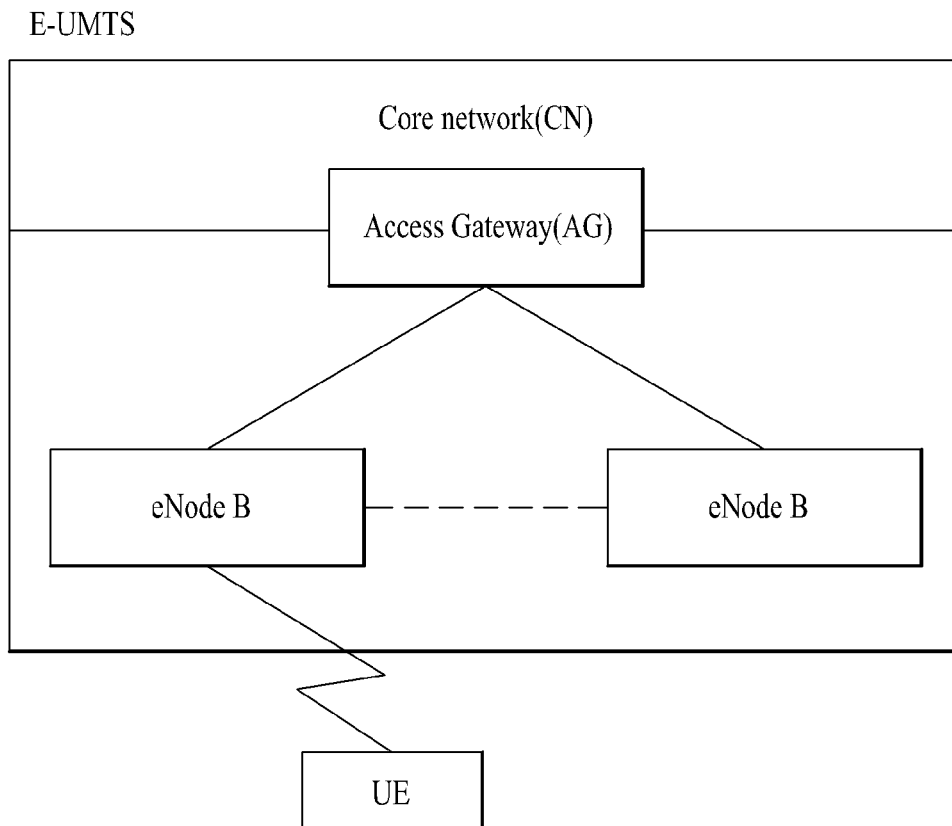 E-UMTS
Core network(CN)
Access Gateway(AG)
eNode B
eNode B
UE